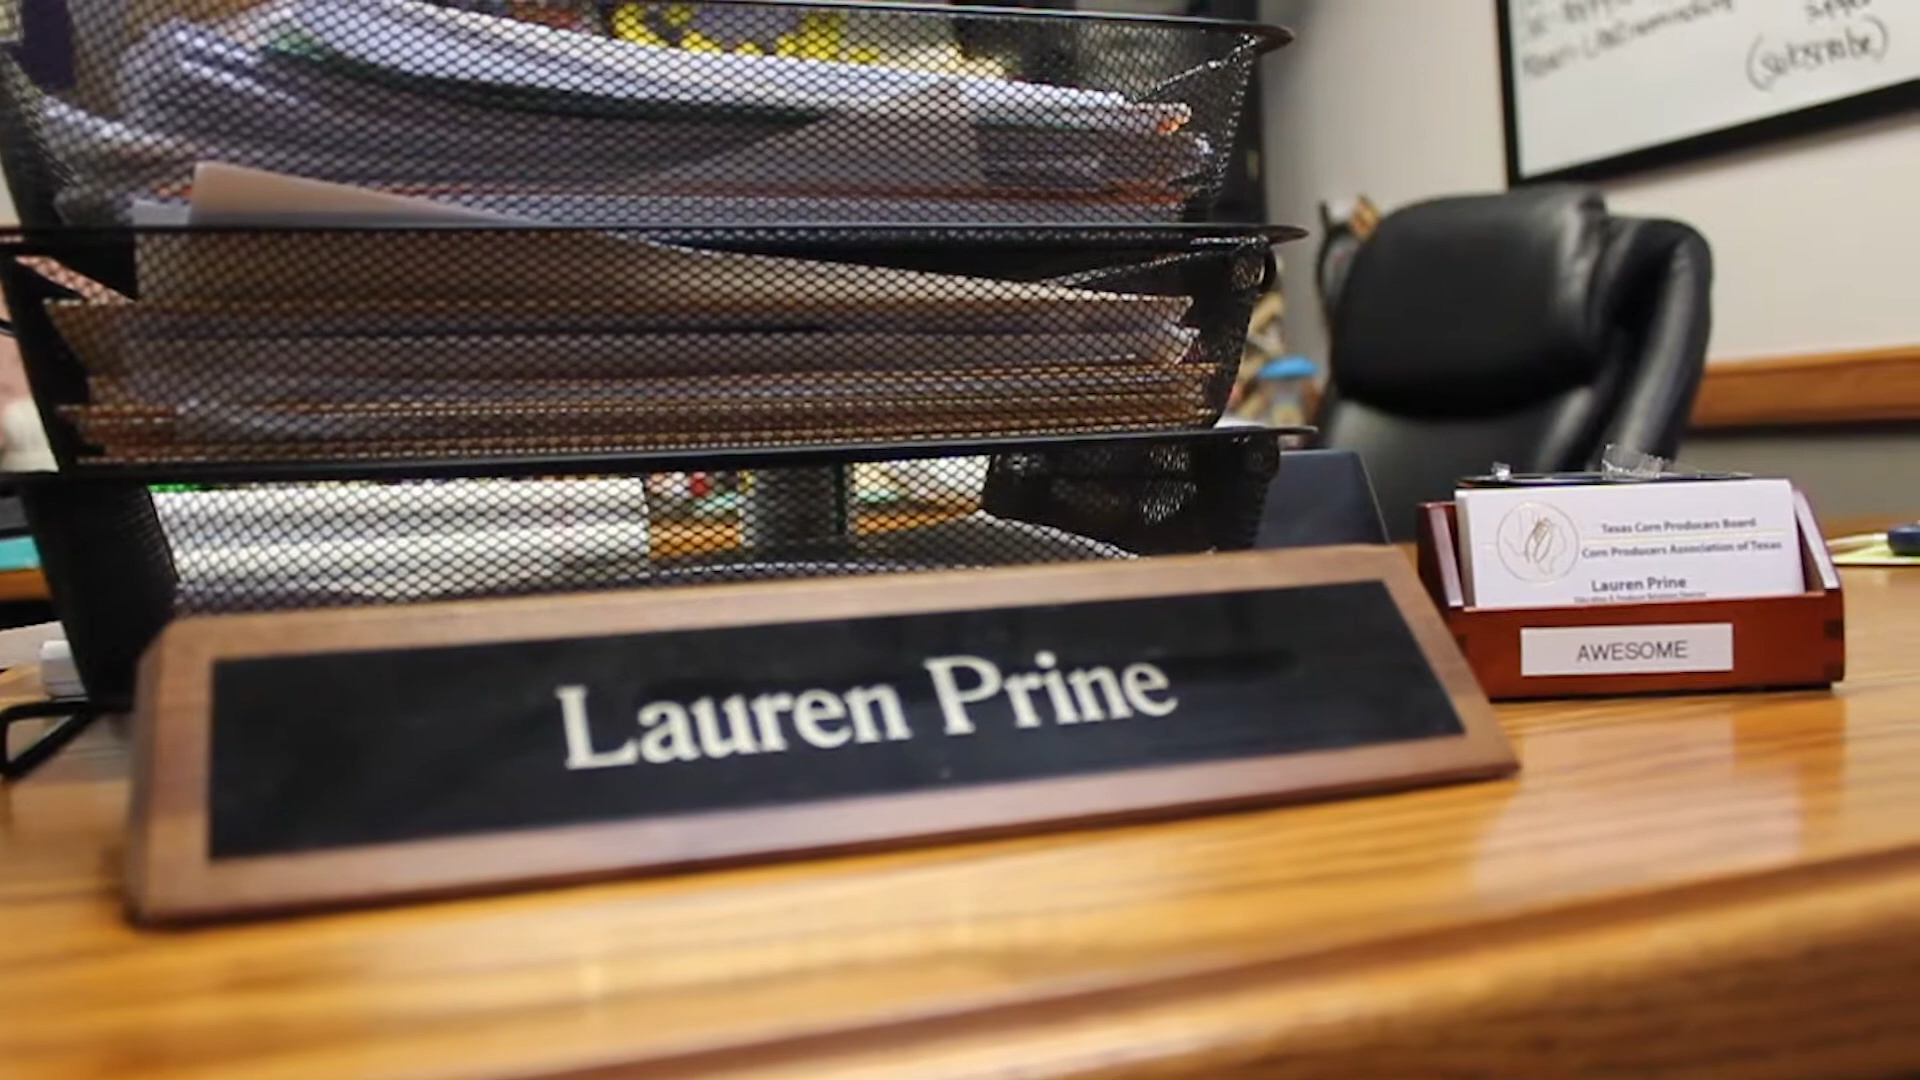 (subscribe)
Texas Corn Producers Board
Corn Producers Association of Texas
Lauren Prine
AWESOME
Lauren Prine